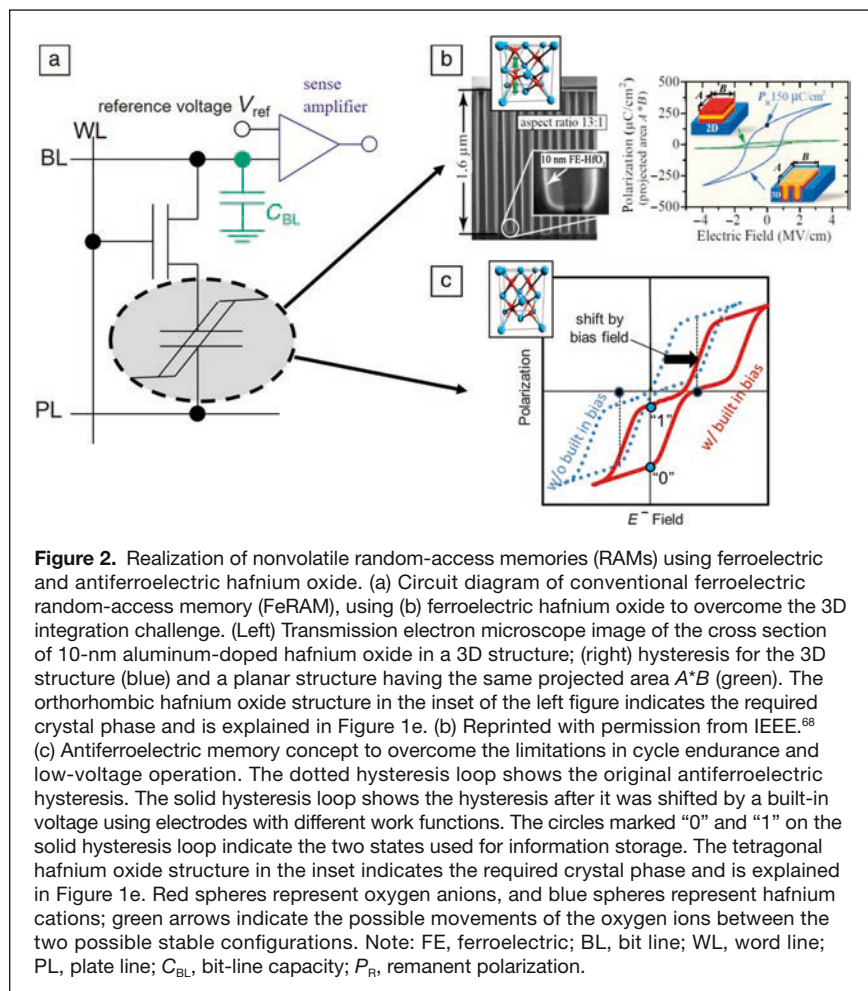 a
reference voltage Vref
sense
amplifier
WL
BL
CBL
PL
b
aspect ratio 13:1
1.6 µm
10 nm FE-HfO2
Polarization (µC/cm²)
(projected area A*B)
500
250
0
-250
-500
A
B
2D
PR 150 µC/cm²
A
B
3D
-4 -2 0 2 4
Electric Field (MV/cm)
c
shift by
bias field
Polarization
w/o built in bias
"1"
"0"
w/ built in bias
E⁻ Field
Figure 2. Realization of nonvolatile random-access memories (RAMs) using ferroelectric
and antiferroelectric hafnium oxide. (a) Circuit diagram of conventional ferroelectric
random-access memory (FeRAM), using (b) ferroelectric hafnium oxide to overcome the 3D
integration challenge. (Left) Transmission electron microscope image of the cross section
of 10-nm aluminum-doped hafnium oxide in a 3D structure; (right) hysteresis for the 3D
structure (blue) and a planar structure having the same projected area A*B (green). The
orthorhombic hafnium oxide structure in the inset of the left figure indicates the required
crystal phase and is explained in Figure 1e. (b) Reprinted with permission from IEEE.⁶⁸
(c) Antiferroelectric memory concept to overcome the limitations in cycle endurance and
low-voltage operation. The dotted hysteresis loop shows the original antiferroelectric
hysteresis. The solid hysteresis loop shows the hysteresis after it was shifted by a built-in
voltage using electrodes with different work functions. The circles marked “0” and “1” on the
solid hysteresis loop indicate the two states used for information storage. The tetragonal
hafnium oxide structure in the inset indicates the required crystal phase and is explained
in Figure 1e. Red spheres represent oxygen anions, and blue spheres represent hafnium
cations; green arrows indicate the possible movements of the oxygen ions between the
two possible stable configurations. Note: FE, ferroelectric; BL, bit line; WL, word line;
PL, plate line; CBL, bit-line capacity; PR, remanent polarization.